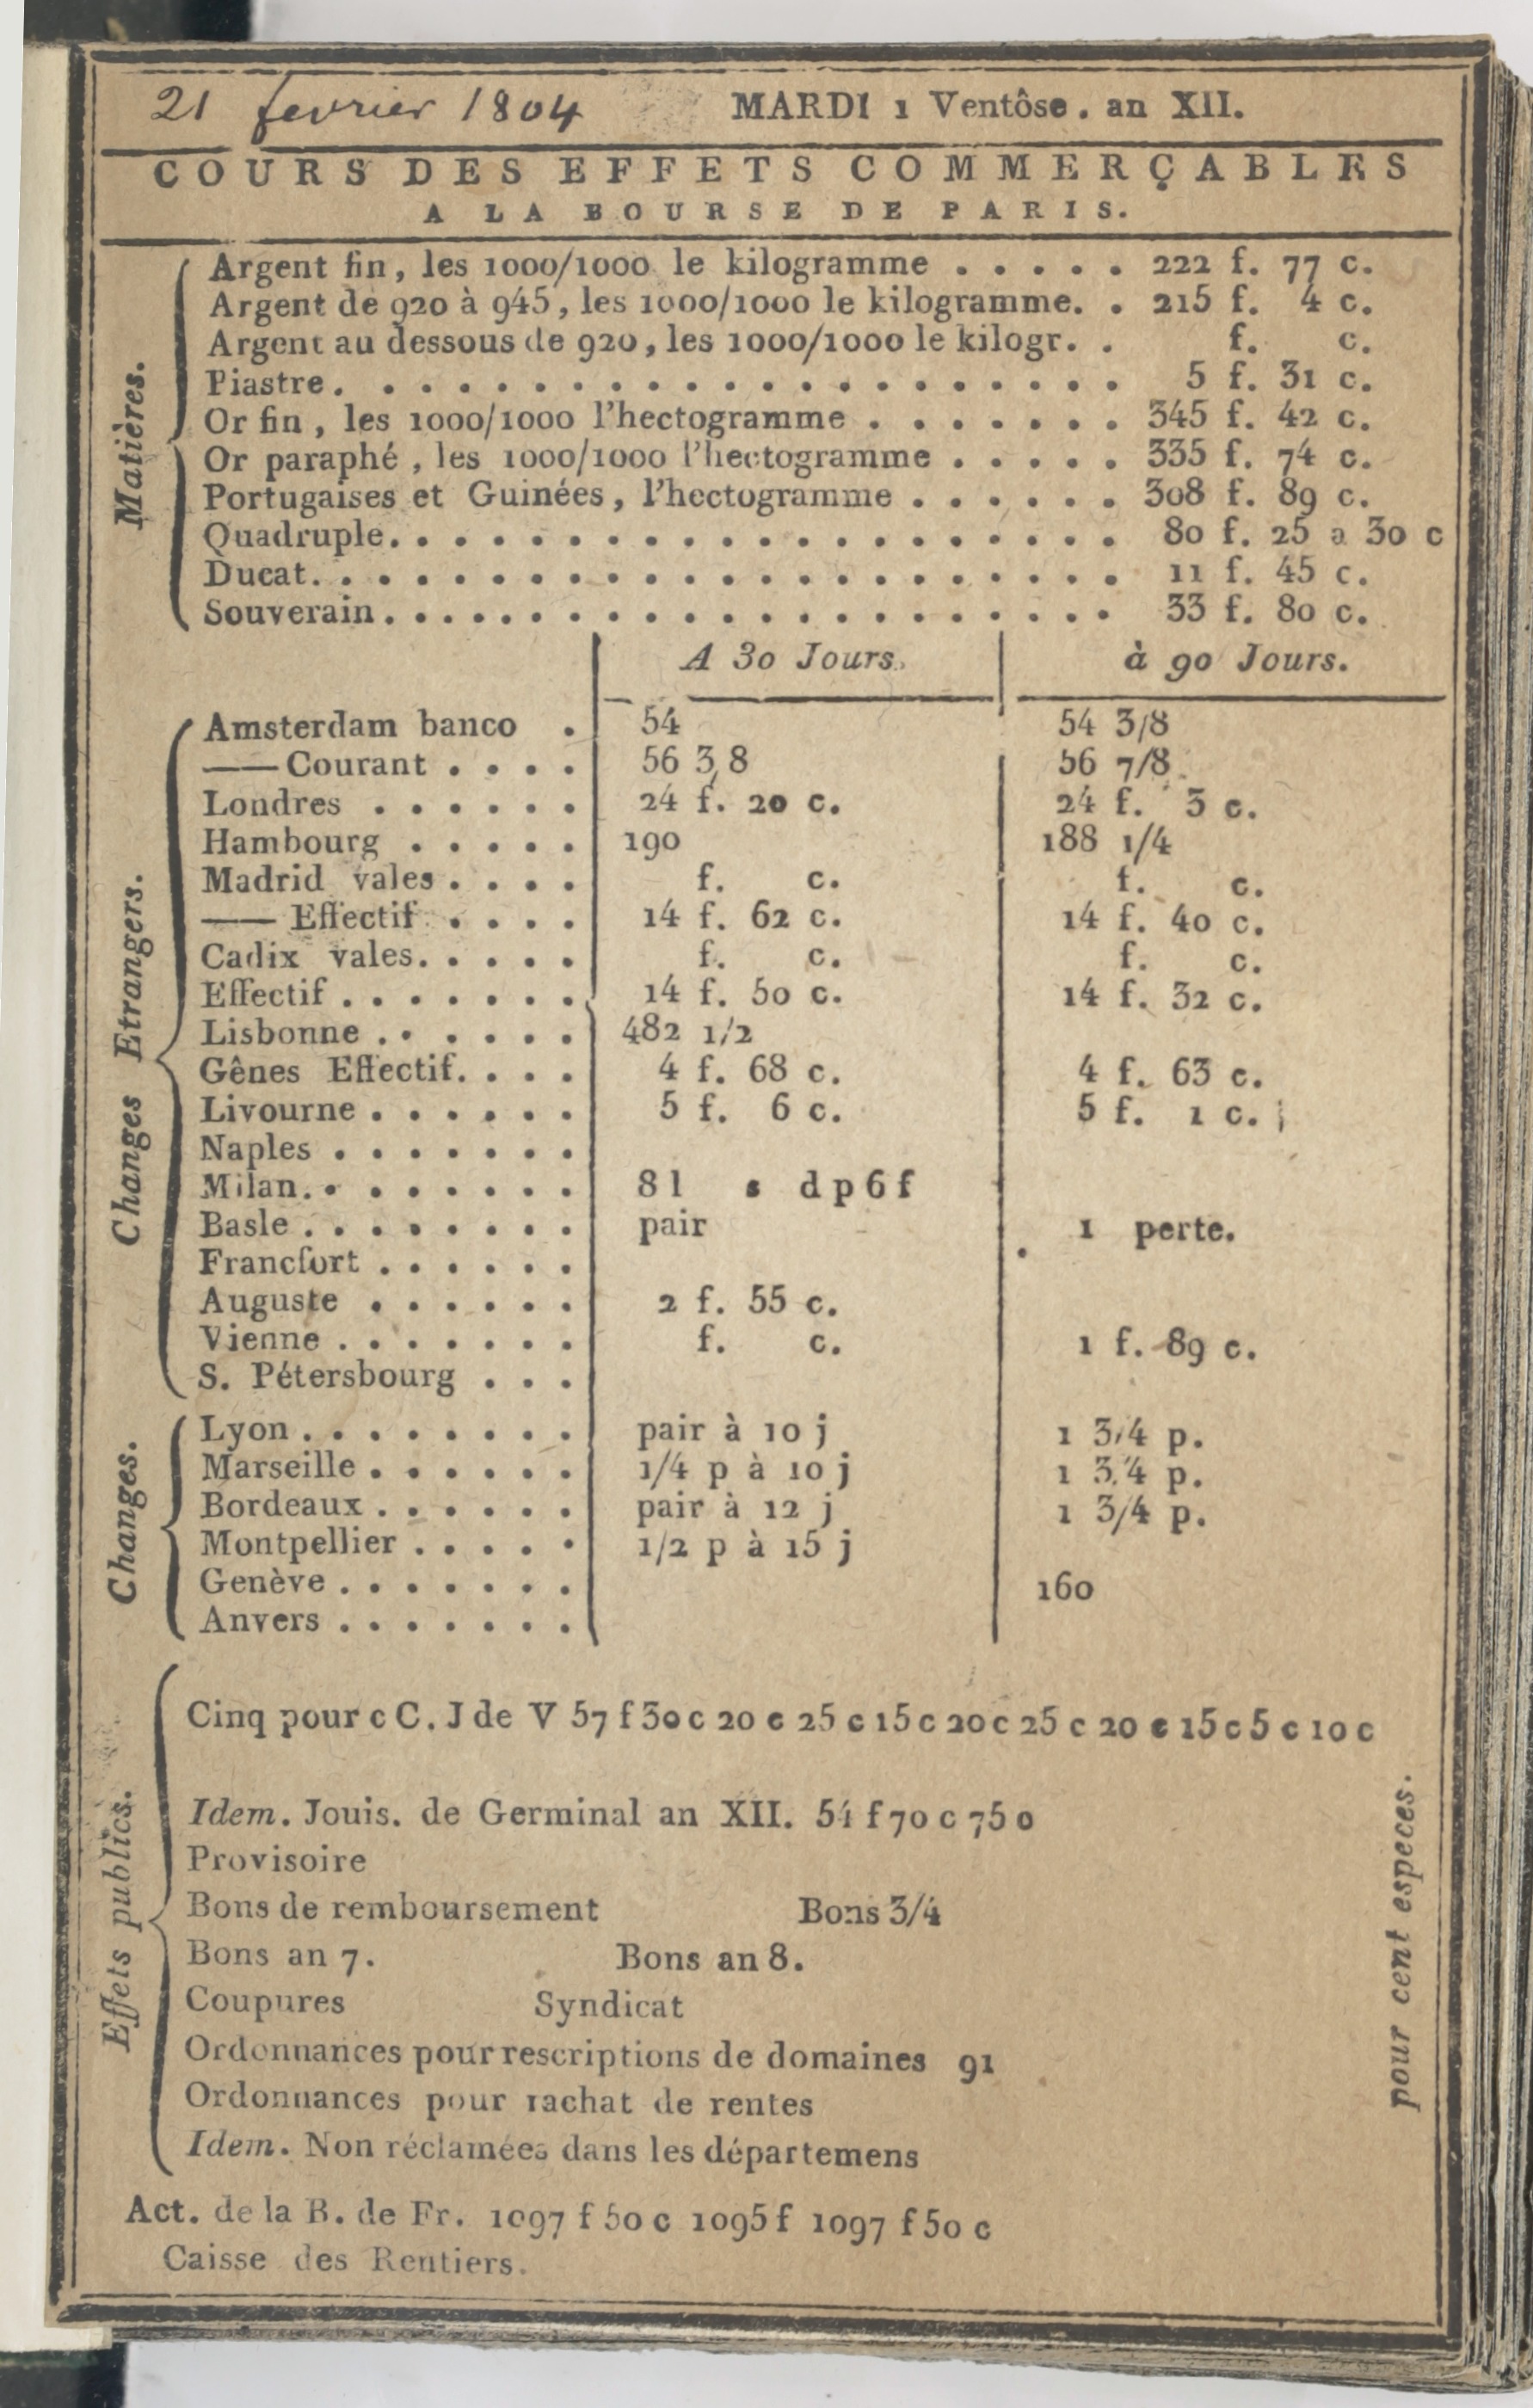 21 fevrier 1804 MARDI 1 Ventôse. an XII.
COURS DES EFFETS COMMERÇABLES
A LA BOURSE DE PARIS.
Matières.
Argent fin, les 1000/1000 le kilogramme . . . . . 222 f. 77 c.
Argent de 920 à 945, les 1000/1000 le kilogramme. . 215 f. 4 c.
Argent au dessous de 920, les 1000/1000 le kilogr. . f. c.
Piastre. . . . . . . . . . . . . . . . . . . . . 5 f. 31 c.
Or fin, les 1000/1000 l'hectogramme . . . . . . . 345 f. 42 c.
Or paraphé, les 1000/1000 l'hectogramme . . . . . 335 f. 74 c.
Portugaises et Guinées, l'hectogramme . . . . . . 308 f. 89 c.
Quadruple. . . . . . . . . . . . . . . . . . . . 80 f. 25 a 30 c
Ducat. . . . . . . . . . . . . . . . . . . . . . 11 f. 45 c.
Souverain. . . . . . . . . . . . . . . . . . . . 33 f. 80 c.
A 30 Jours. à 90 Jours.
Changes Etrangers.
Amsterdam banco . 54 54 3/8
—— Courant . . . . 56 3/8 56 7/8
Londres . . . . . . 24 f. 20 c. 24 f. 3 c.
Hambourg . . . . . 190 188 1/4
Madrid vales . . . . f. c. f. c.
—— Effectif . . . . 14 f. 62 c. 14 f. 40 c.
Cadix vales. . . . . f. c. f. c.
Effectif . . . . . . . 14 f. 50 c. 14 f. 32 c.
Lisbonne . . . . . . 482 1/2
Gênes Effectif. . . . 4 f. 68 c. 4 f. 63 c.
Livourne . . . . . . 5 f. 6 c. 5 f. 1 c.
Naples . . . . . . .
Milan. . . . . . . . 8 l s d p 6 f
Basle . . . . . . . . pair 1 perte.
Francfort . . . . . .
Auguste . . . . . . 2 f. 55 c.
Vienne . . . . . . . f. c. 1 f. 89 c.
S. Pétersbourg . . .
Changes.
Lyon . . . . . . . . pair à 10 j 1 3/4 p.
Marseille . . . . . . 1/4 p à 10 j 1 3/4 p.
Bordeaux . . . . . . pair à 12 j 1 3/4 p.
Montpellier . . . . . 1/2 p à 15 j
Genève . . . . . . . 160
Anvers . . . . . . .
Effets publics.
Cinq pour c C. J de V 57 f 30 c 20 c 25 c 15 c 20 c 25 c 20 c 15 c 5 c 10 c
Idem. Jouis. de Germinal an XII. 54 f 70 c 75 0
Provisoire
Bons de remboursement Bons 3/4
Bons an 7. Bons an 8.
Coupures Syndicat
Ordonnances pour rescriptions de domaines 91
Ordonnances pour rachat de rentes
Idem. Non réclamées dans les départemens
pour cent especes.
Act. de la B. de Fr. 1097 f 50 c 1095 f 1097 f 50 c
Caisse des Rentiers.